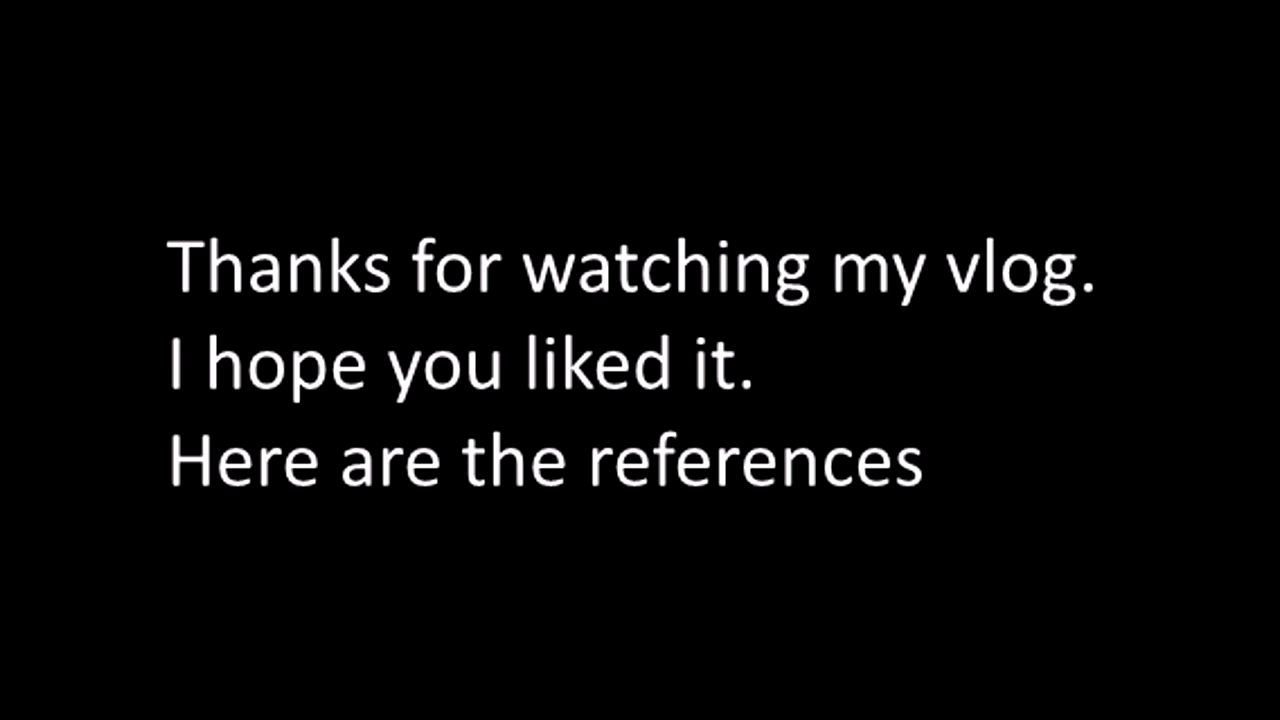 Thanks for watching my vlog.
I hope you liked it.
Here are the references